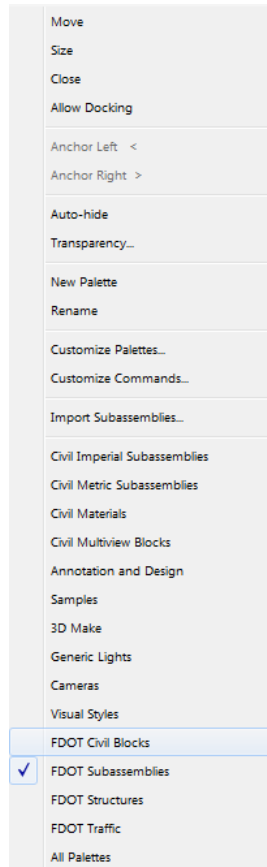 Move
Size
Close
Allow Docking
Anchor Left <
Anchor Right >
Auto-hide
Transparency...
New Palette
Rename
Customize Palettes...
Customize Commands...
Import Subassemblies...
Civil Imperial Subassemblies
Civil Metric Subassemblies
Civil Materials
Civil Multiview Blocks
Annotation and Design
Samples
3D Make
Generic Lights
Cameras
Visual Styles
FDOT Civil Blocks
FDOT Subassemblies
FDOT Structures
FDOT Traffic
All Palettes